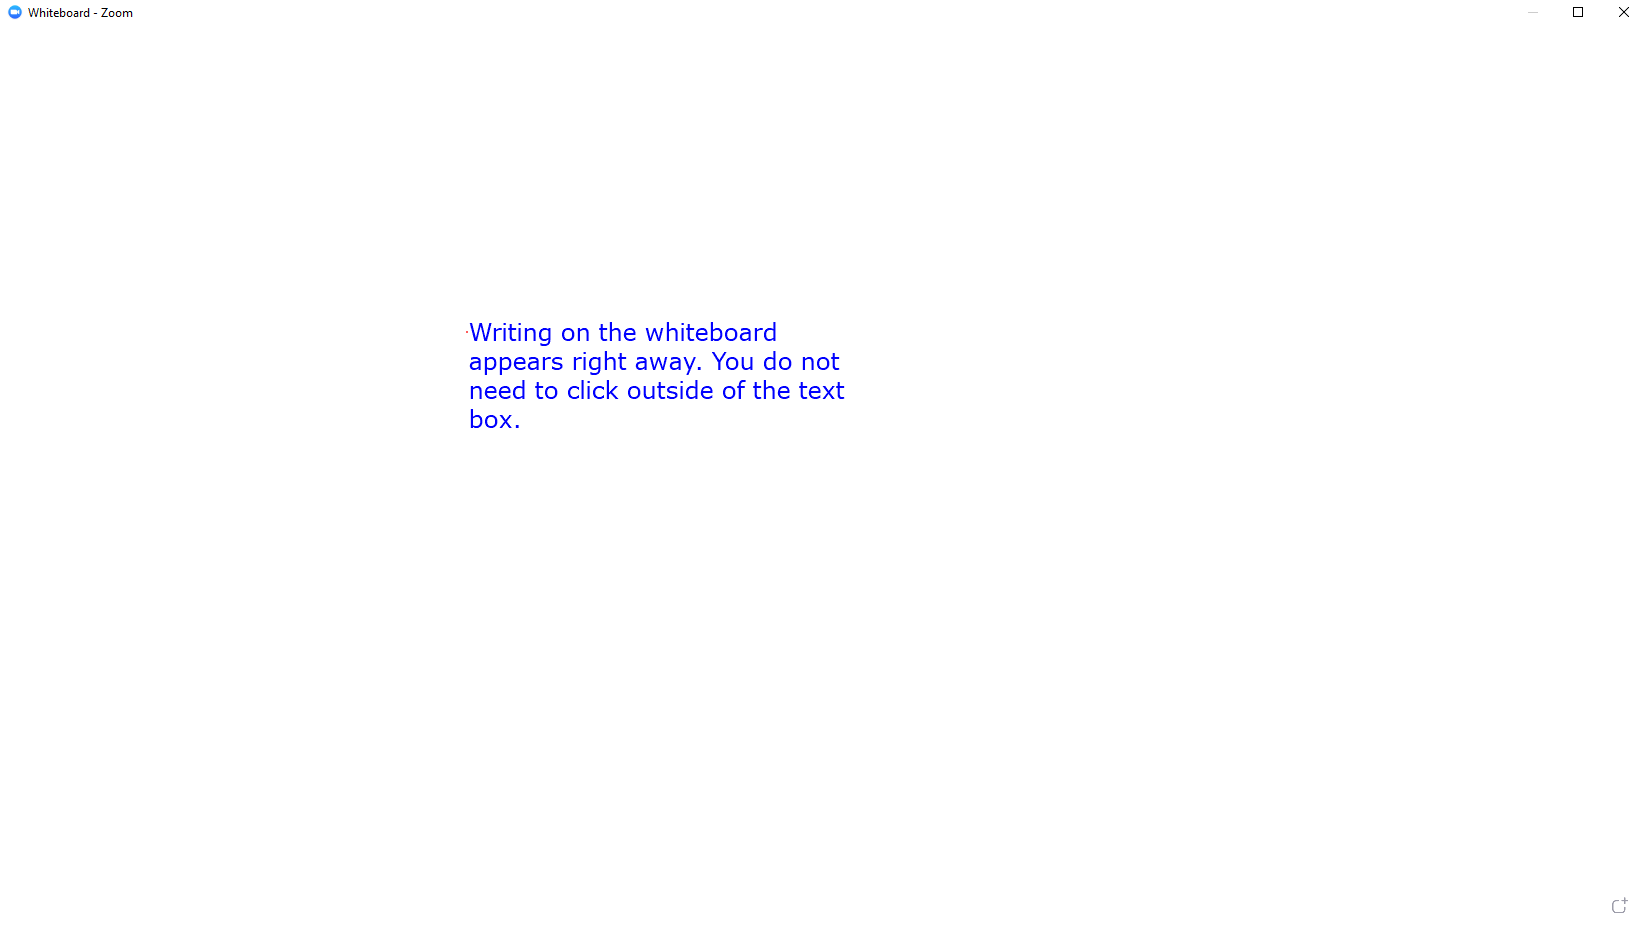 Whiteboard - Zoom
Writing on the whiteboard
appears right away. You do not
need to click outside of the text
box.